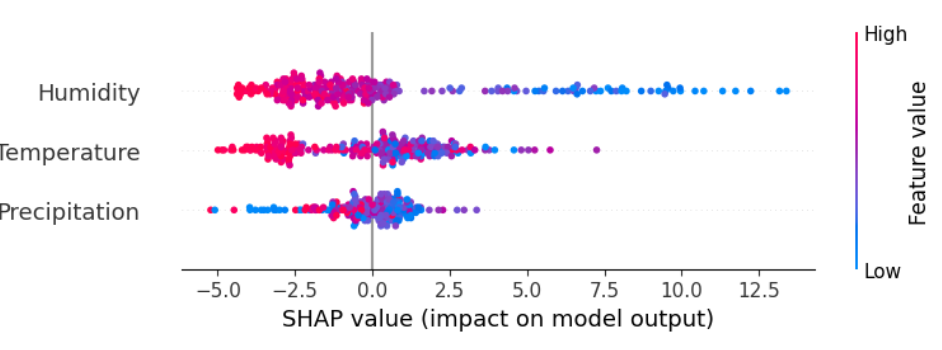 High
Humidity
Temperature
Precipitation
Feature value
Low
−5.0 −2.5 0.0 2.5 5.0 7.5 10.0 12.5
SHAP value (impact on model output)